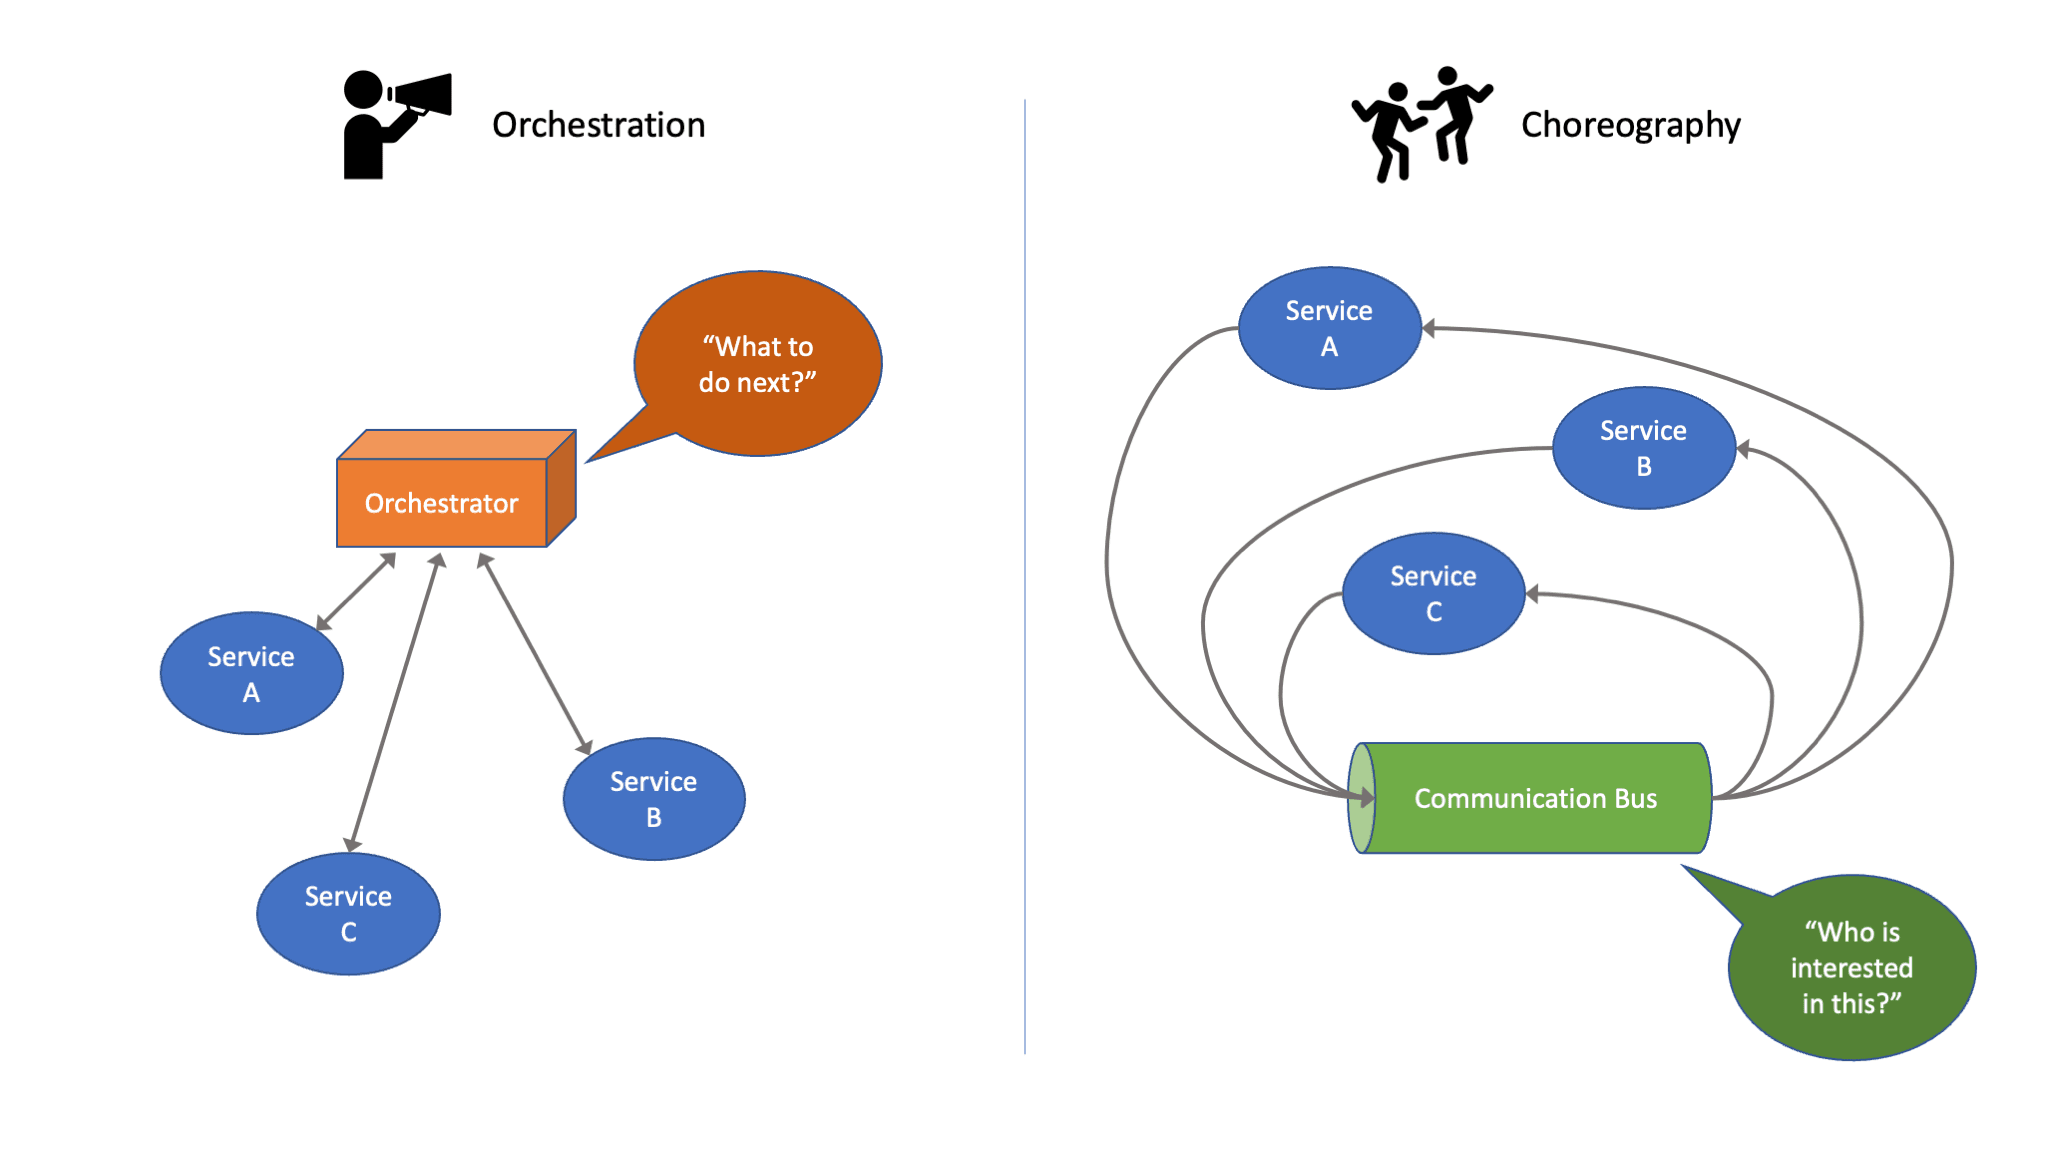 Orchestration
“What to
do next?”
Orchestrator
Service
A
Service
B
Service
C
Choreography
Service
A
Service
B
Service
C
Communication Bus
“Who is
interested
in this?”